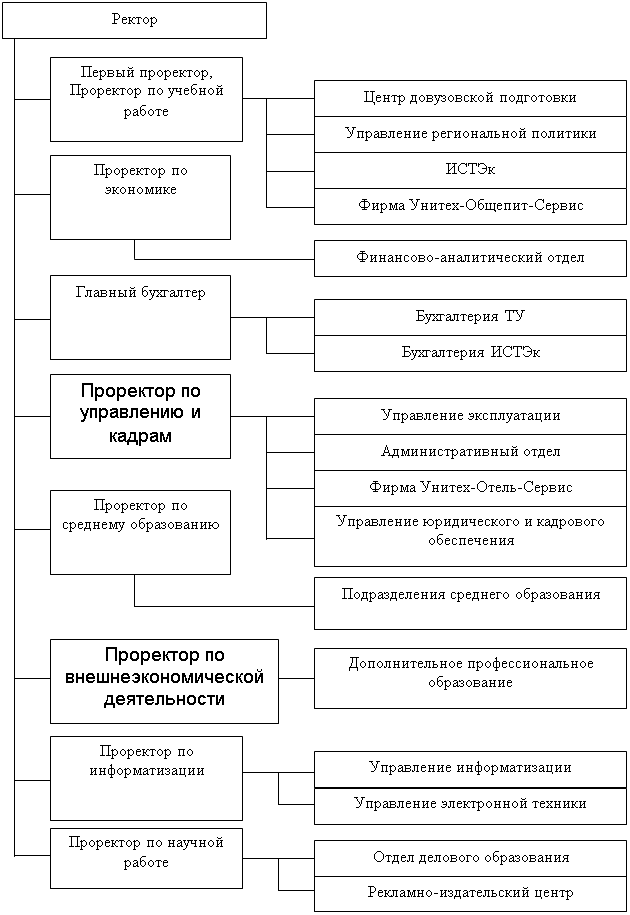 Ректор
Первый проректор,
Проректор по учебной
работе
Центр довузовской подготовки
Управление региональной политики
ИСТЭк
Фирма Унитех-Общепит-Сервис
Проректор по
экономике
Финансово-аналитический отдел
Главный бухгалтер
Бухгалтерия ТУ
Бухгалтерия ИСТЭк
Проректор по
управлению и
кадрам
Управление эксплуатации
Административный отдел
Фирма Унитех-Отель-Сервис
Управление юридического и кадрового
обеспечения
Проректор по
среднему образованию
Подразделения среднего образования
Проректор по
внешнеэкономической
деятельности
Дополнительное профессиональное
образование
Проректор по
информатизации
Управление информатизации
Управление электронной техники
Проректор по научной
работе
Отдел делового образования
Рекламно-издательский центр